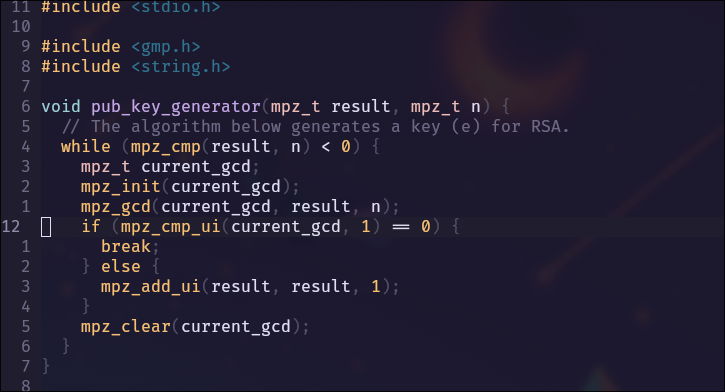 11 #include <stdio.h>
10
9 #include <gmp.h>
8 #include <string.h>
7
6 void pub_key_generator(mpz_t result, mpz_t n) {
5   // The algorithm below generates a key (e) for RSA.
4   while (mpz_cmp(result, n) < 0) {
3     mpz_t current_gcd;
2     mpz_init(current_gcd);
1     mpz_gcd(current_gcd, result, n);
12     if (mpz_cmp_ui(current_gcd, 1) == 0) {
1       break;
2     } else {
3       mpz_add_ui(result, result, 1);
4     }
5     mpz_clear(current_gcd);
6   }
7 }
8